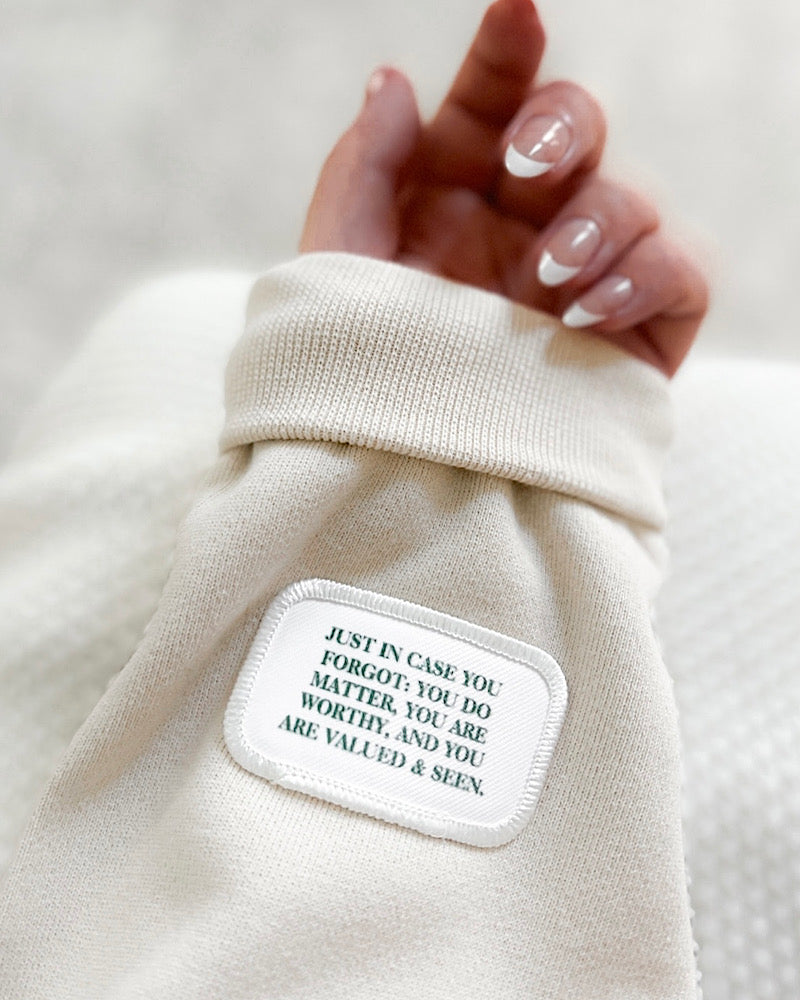 JUST IN CASE YOU
FORGOT: YOU DO
MATTER, YOU ARE
WORTHY, AND YOU
ARE VALUED & SEEN.